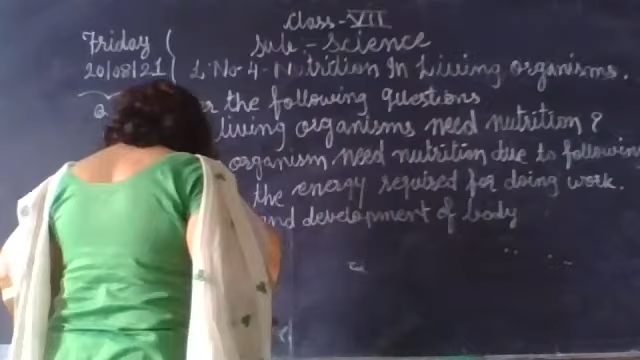 Class-VII
Friday
Sub:- Science
20/08/21
L.No 4-Nutrition In Living organisms.
the following questions
living organisms need nutrition?
organism need nutrition due to following
the energy required for doing work.
and development of body